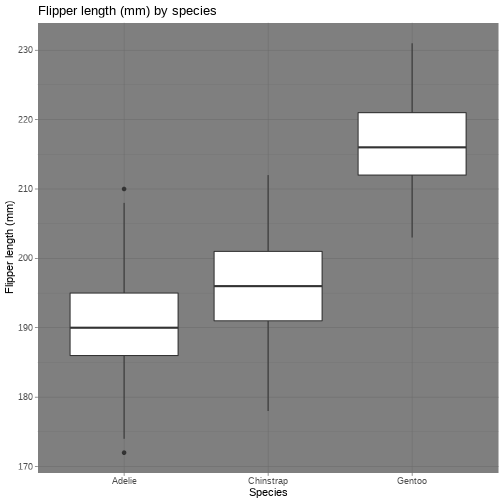 Flipper length (mm) by species
Flipper length (mm)
230
220
210
200
190
180
170
Adelie
Chinstrap
Gentoo
Species